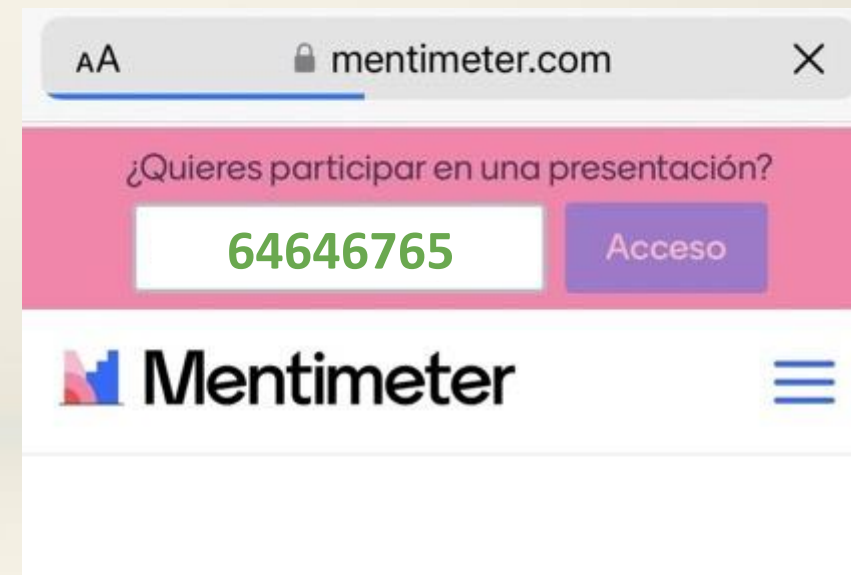 AA mentimeter.com
¿Quieres participar en una presentación?
64646765 Acceso
Mentimeter